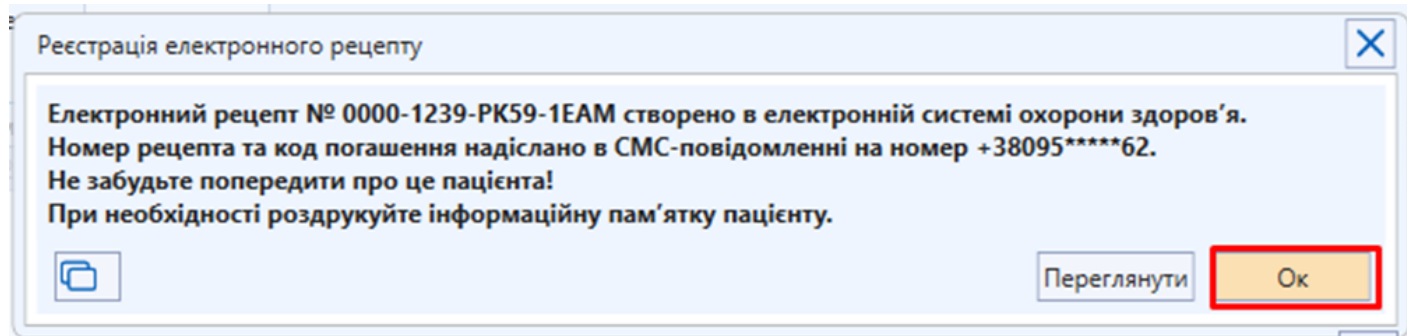 Реєстрація електронного рецепту
Електронний рецепт № 0000-1239-РК59-1ЕАМ створено в електронній системі охорони здоров’я.
Номер рецепта та код погашення надіслано в СМС-повідомленні на номер +38095*****62.
Не забудьте попередити про це пацієнта!
При необхідності роздрукуйте інформаційну пам’ятку пацієнту.
Переглянути
Ок